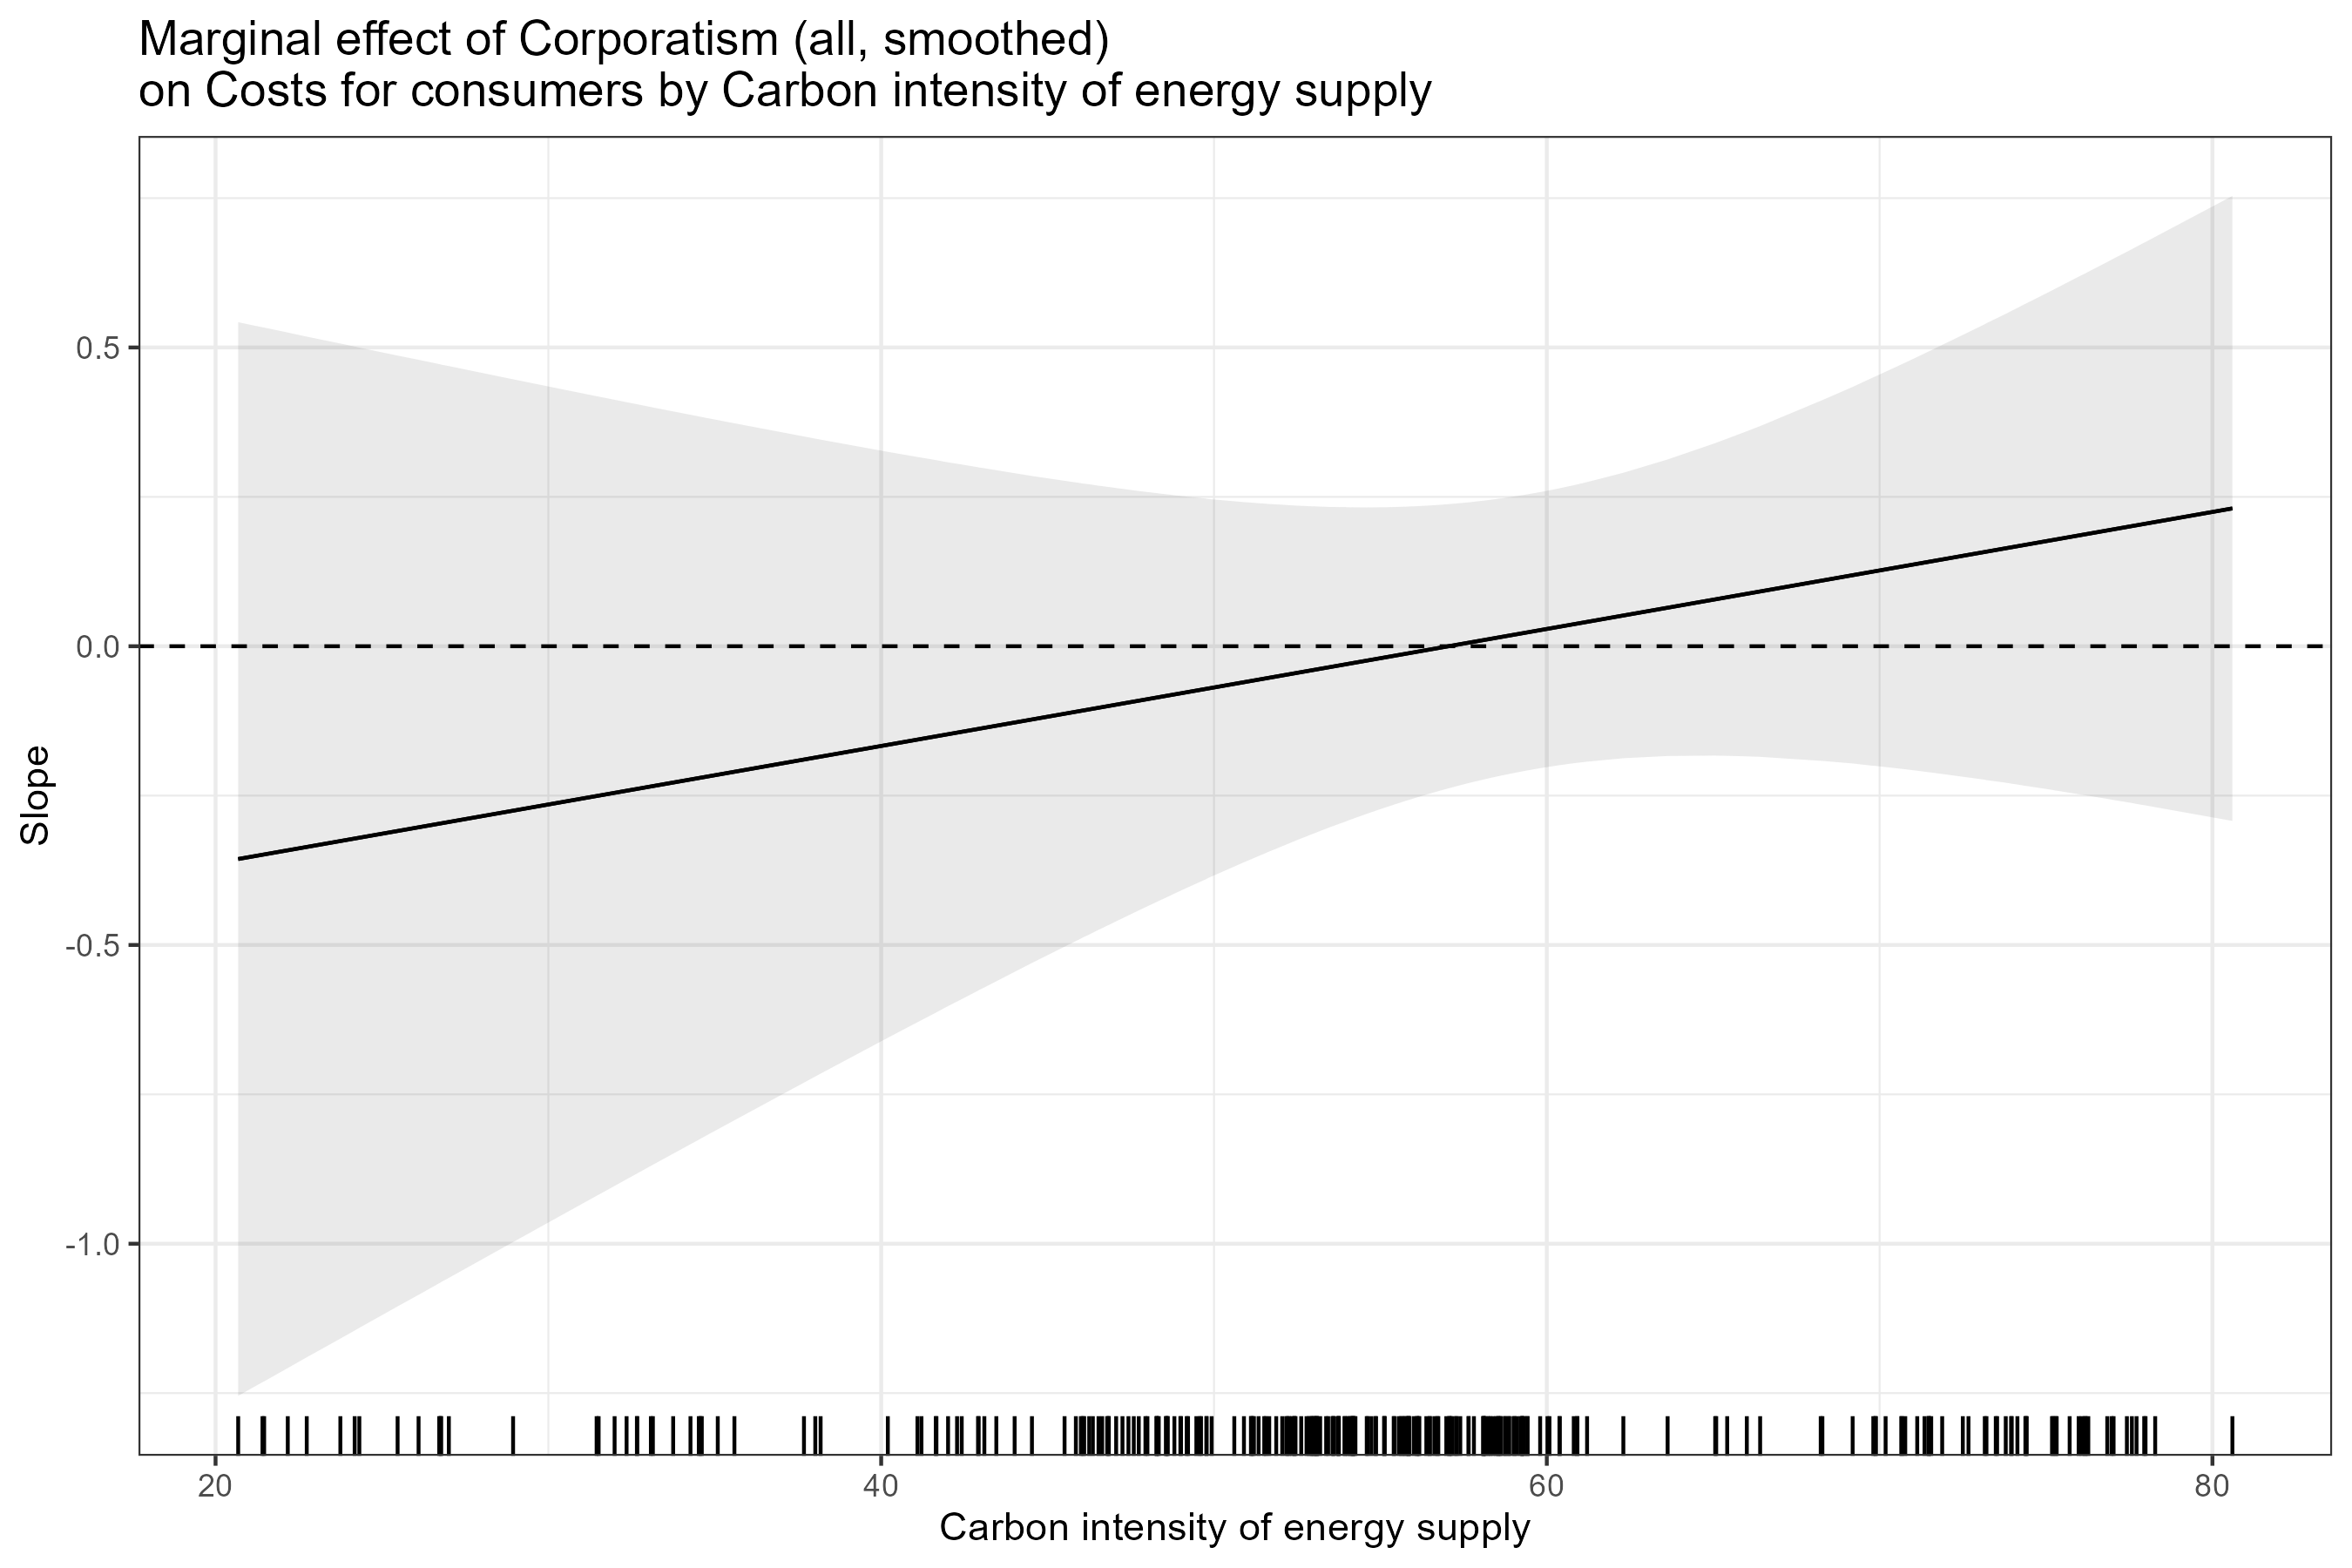 Marginal effect of Corporatism (all, smoothed)
on Costs for consumers by Carbon intensity of energy supply
Slope
0.5
0.0
-0.5
-1.0
20
40
60
80
Carbon intensity of energy supply